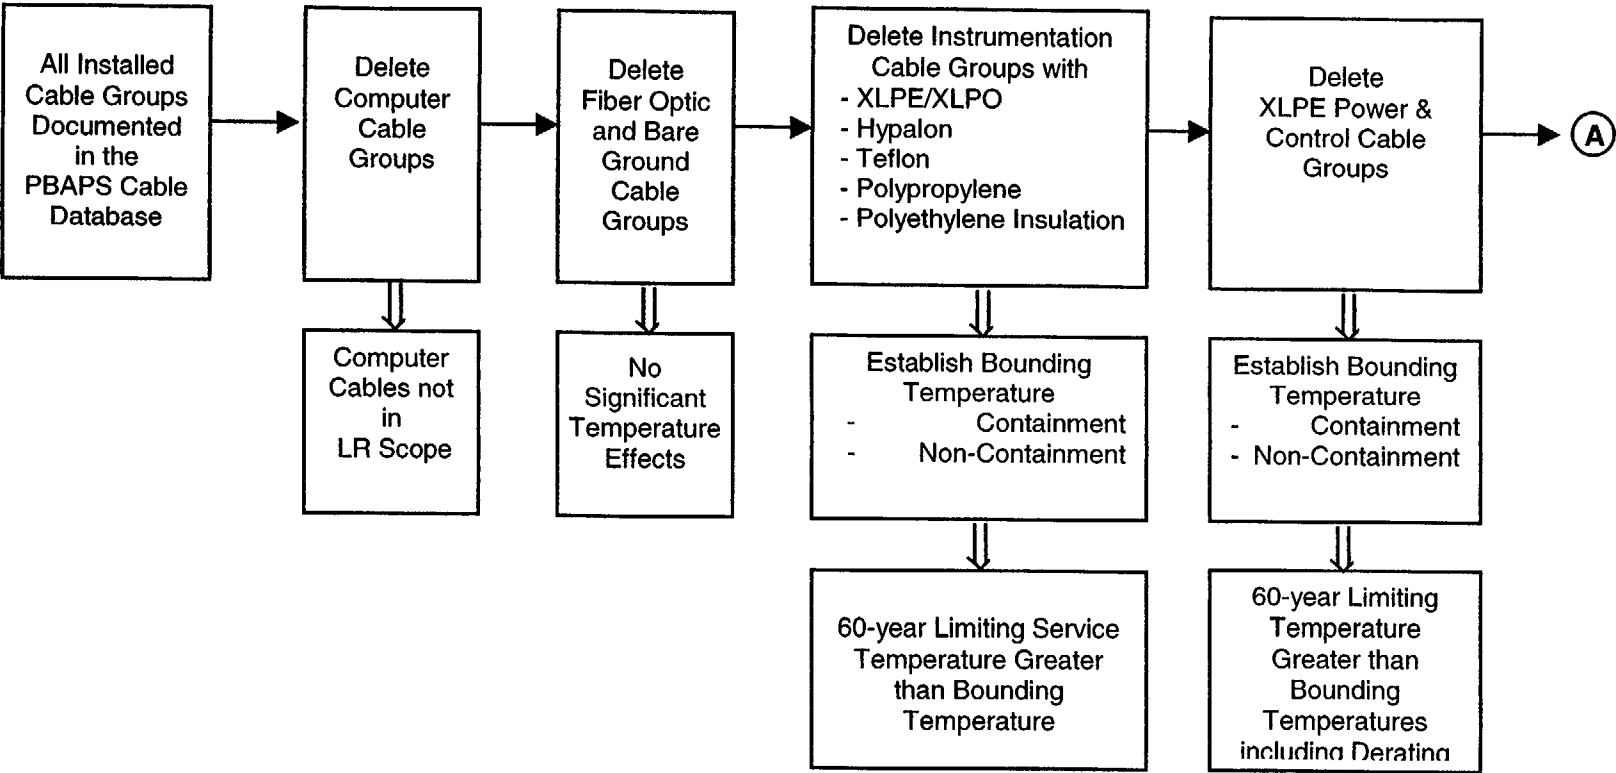 All Installed
Cable Groups
Documented
in the
PBAPS Cable
Database
Delete
Computer
Cable
Groups
Delete
Fiber Optic
and Bare
Ground
Cable
Groups
Delete Instrumentation
Cable Groups with
- XLPE/XLPO
- Hypalon
- Teflon
- Polypropylene
- Polyethylene Insulation
Delete
XLPE Power &
Control Cable
Groups
A
Computer
Cables not
in
LR Scope
No
Significant
Temperature
Effects
Establish Bounding
Temperature
- Containment
- Non-Containment
Establish Bounding
Temperature
- Containment
- Non-Containment
60-year Limiting Service
Temperature Greater
than Bounding
Temperature
60-year Limiting
Temperature
Greater than
Bounding
Temperatures
including Derating